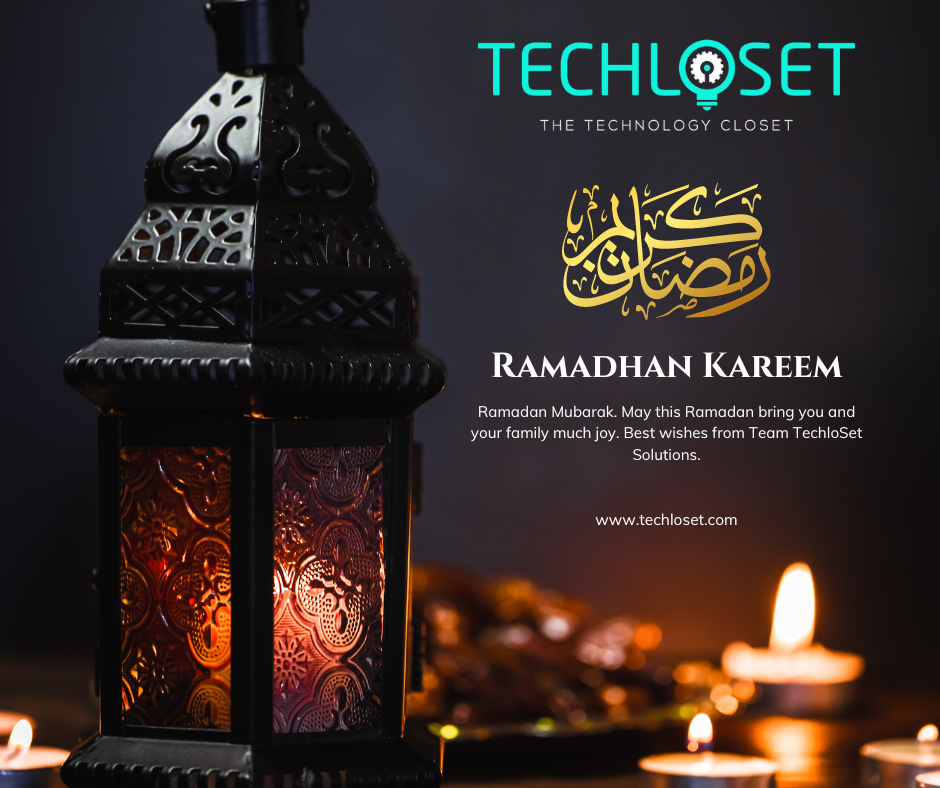 TECHLOSET
THE TECHNOLOGY CLOSET
رمضان كريم
RAMADHAN KAREEM
Ramadan Mubarak. May this Ramadan bring you and
your family much joy. Best wishes from Team TechloSet
Solutions.
www.techloset.com